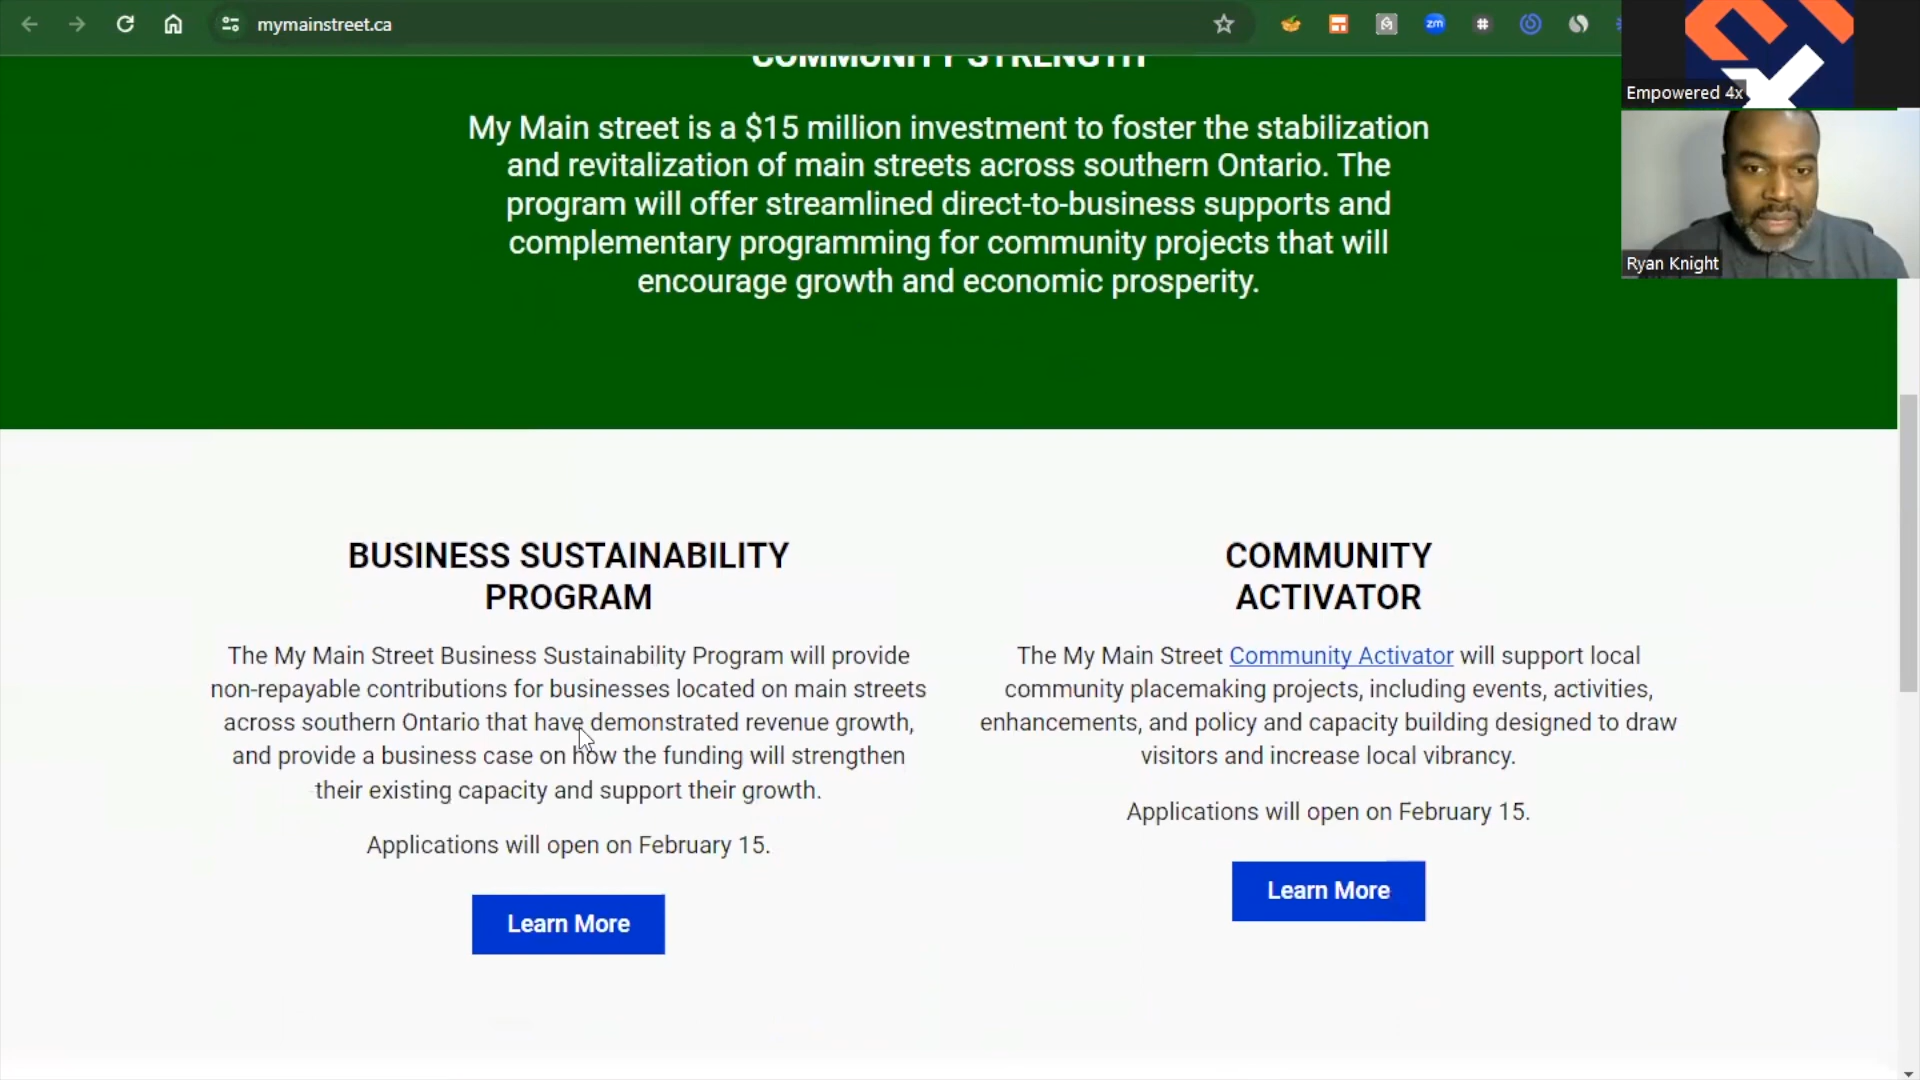 mymainstreet.ca
zm
Empowered 4x
Ryan Knight
COMMUNITY STRENGTH
My Main street is a $15 million investment to foster the stabilization
and revitalization of main streets across southern Ontario. The
program will offer streamlined direct-to-business supports and
complementary programming for community projects that will
encourage growth and economic prosperity.
BUSINESS SUSTAINABILITY
PROGRAM
The My Main Street Business Sustainability Program will provide
non-repayable contributions for businesses located on main streets
across southern Ontario that have demonstrated revenue growth,
and provide a business case on how the funding will strengthen
their existing capacity and support their growth.
Applications will open on February 15.
Learn More
COMMUNITY
ACTIVATOR
The My Main Street Community Activator will support local
community placemaking projects, including events, activities,
enhancements, and policy and capacity building designed to draw
visitors and increase local vibrancy.
Applications will open on February 15.
Learn More